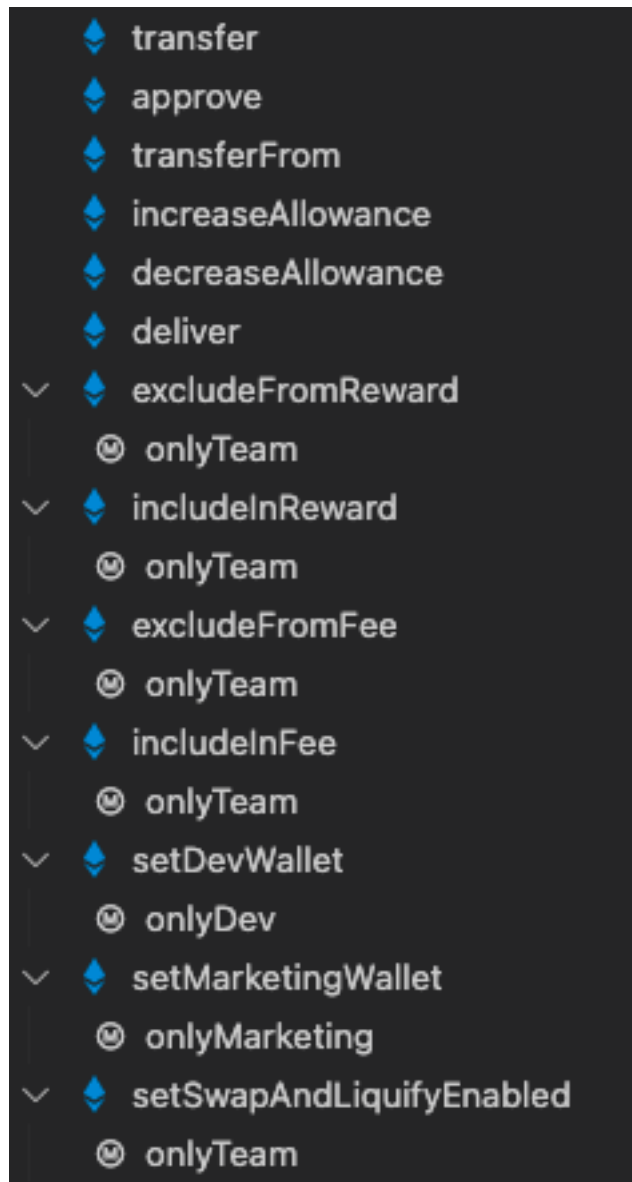 transfer
approve
transferFrom
increaseAllowance
decreaseAllowance
deliver
excludeFromReward
onlyTeam
includeInReward
onlyTeam
excludeFromFee
onlyTeam
includeInFee
onlyTeam
setDevWallet
onlyDev
setMarketingWallet
onlyMarketing
setSwapAndLiquifyEnabled
onlyTeam